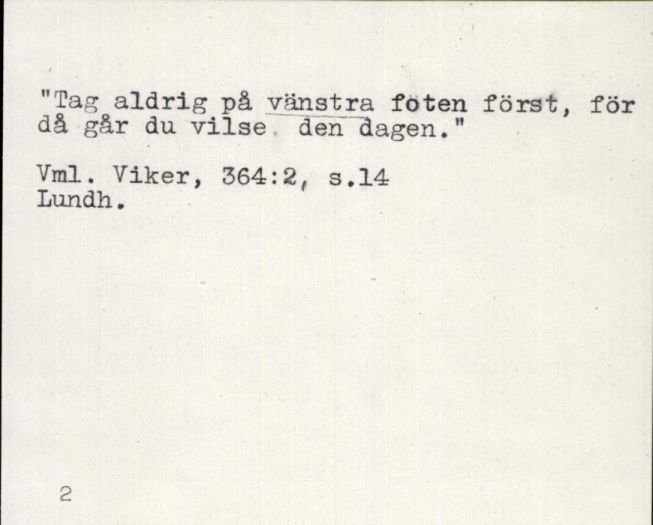 "Tag aldrig på vänstra foten först, för
då går du vilse den dagen."
Vml. Viker, 364:2, s.14
Lundh.
2